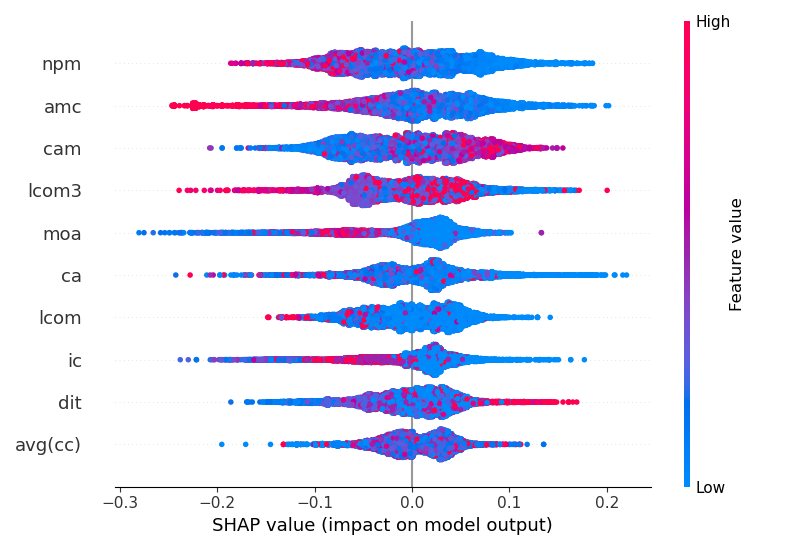 High
npm
amc
cam
lcom3
moa
ca
lcom
ic
dit
avg(cc)
Feature value
Low
−0.3 −0.2 −0.1 0.0 0.1 0.2
SHAP value (impact on model output)